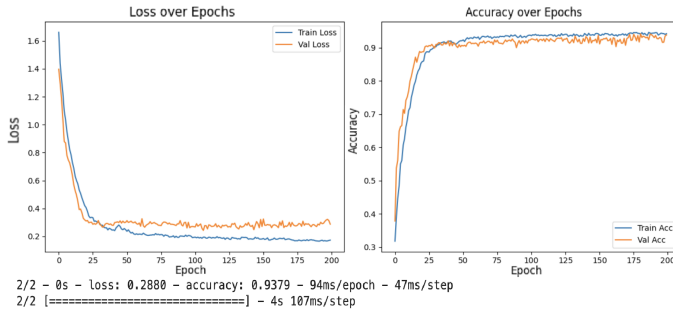 Loss over Epochs
Train Loss
Val Loss
1.6
1.4
1.2
1.0
0.8
0.6
0.4
0.2
Loss
0
25
50
75
100
125
150
175
200
Epoch
Accuracy over Epochs
0.9
0.8
0.7
0.6
0.5
0.4
0.3
Accuracy
Train Acc
Val Acc
0
25
50
75
100
125
150
175
200
Epoch
2/2 - 0s - loss: 0.2880 - accuracy: 0.9379 - 94ms/epoch - 47ms/step
2/2 [==============================] - 4s 107ms/step